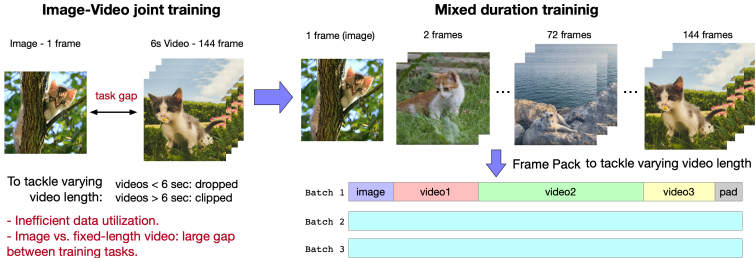 Image-Video joint training
Mixed duration traininig
Image - 1 frame
6s Video - 144 frame
task gap
1 frame (image)
2 frames
72 frames
144 frames
...
...
Frame Pack to tackle varying video length
To tackle varying
video length:
videos < 6 sec: dropped
videos > 6 sec: clipped
- Inefficient data utilization.
- Image vs. fixed-length video: large gap
between training tasks.
Batch 1
image
video1
video2
video3
pad
Batch 2
Batch 3